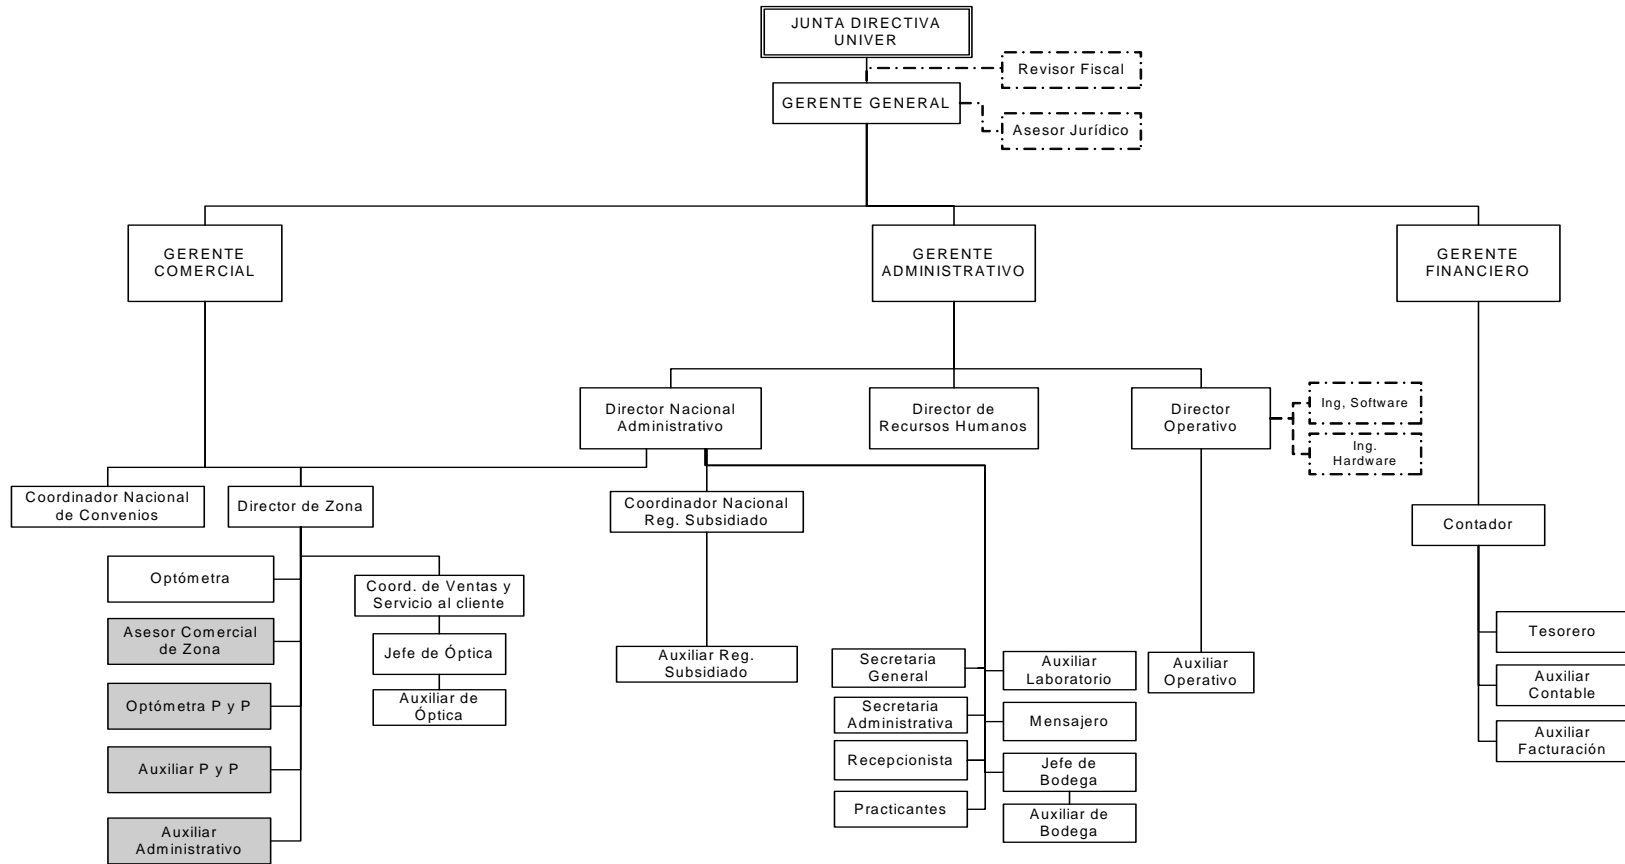 JUNTA DIRECTIVA
UNIVER
Revisor Fiscal
GERENTE GENERAL
Asesor Jurídico
GERENTE
COMERCIAL
GERENTE
ADMINISTRATIVO
GERENTE
FINANCIERO
Director Nacional
Administrativo
Director de
Recursos Humanos
Director
Operativo
Ing, Software
Ing.
Hardware
Coordinador Nacional
de Convenios
Director de Zona
Coordinador Nacional
Reg. Subsidiado
Contador
Optómetra
Coord. de Ventas y
Servicio al cliente
Asesor Comercial
de Zona
Jefe de Óptica
Optómetra P y P
Auxiliar de
Óptica
Auxiliar P y P
Auxiliar
Administrativo
Auxiliar Reg.
Subsidiado
Secretaria
General
Auxiliar
Laboratorio
Secretaria
Administrativa
Mensajero
Recepcionista
Jefe de
Bodega
Practicantes
Auxiliar de
Bodega
Auxiliar
Operativo
Tesorero
Auxiliar
Contable
Auxiliar
Facturación